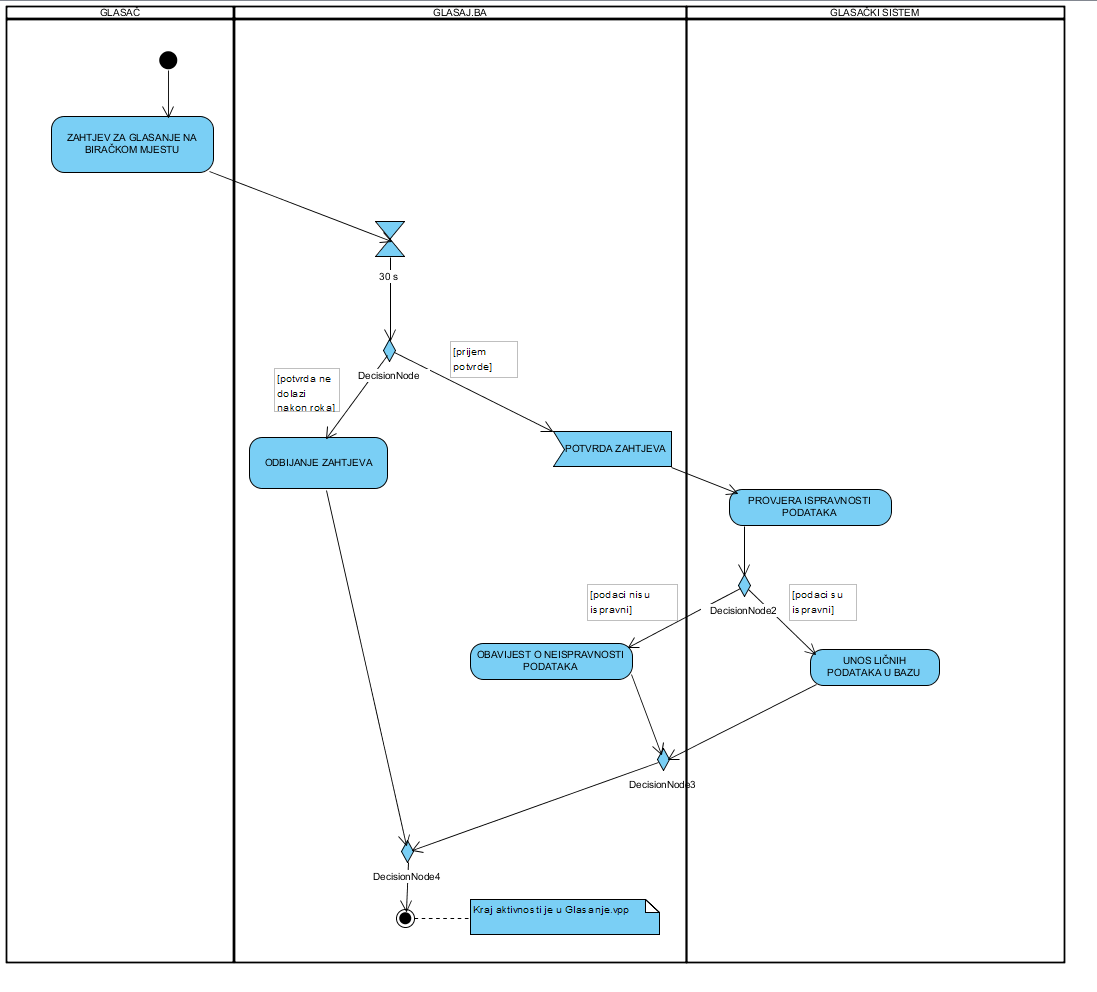 GLASAČ
GLASAJ.BA
GLASAČKI SISTEM
ZAHTJEV ZA GLASANJE NA
BIRAČKOM MJESTU
30 s
[prijem
potvrde]
DecisionNode
[potvrda ne
dolazi
nakon roka]
POTVRDA ZAHTJEVA
ODBIJANJE ZAHTJEVA
PROVJERA ISPRAVNOSTI
PODATAKA
[podaci nisu
ispravni]
DecisionNode2
[podaci su
ispravni]
OBAVIJEST O NEISPRAVNOSTI
PODATAKA
UNOS LIČNIH
PODATAKA U BAZU
DecisionNode3
DecisionNode4
Kraj aktivnosti je u Glasanje.vpp